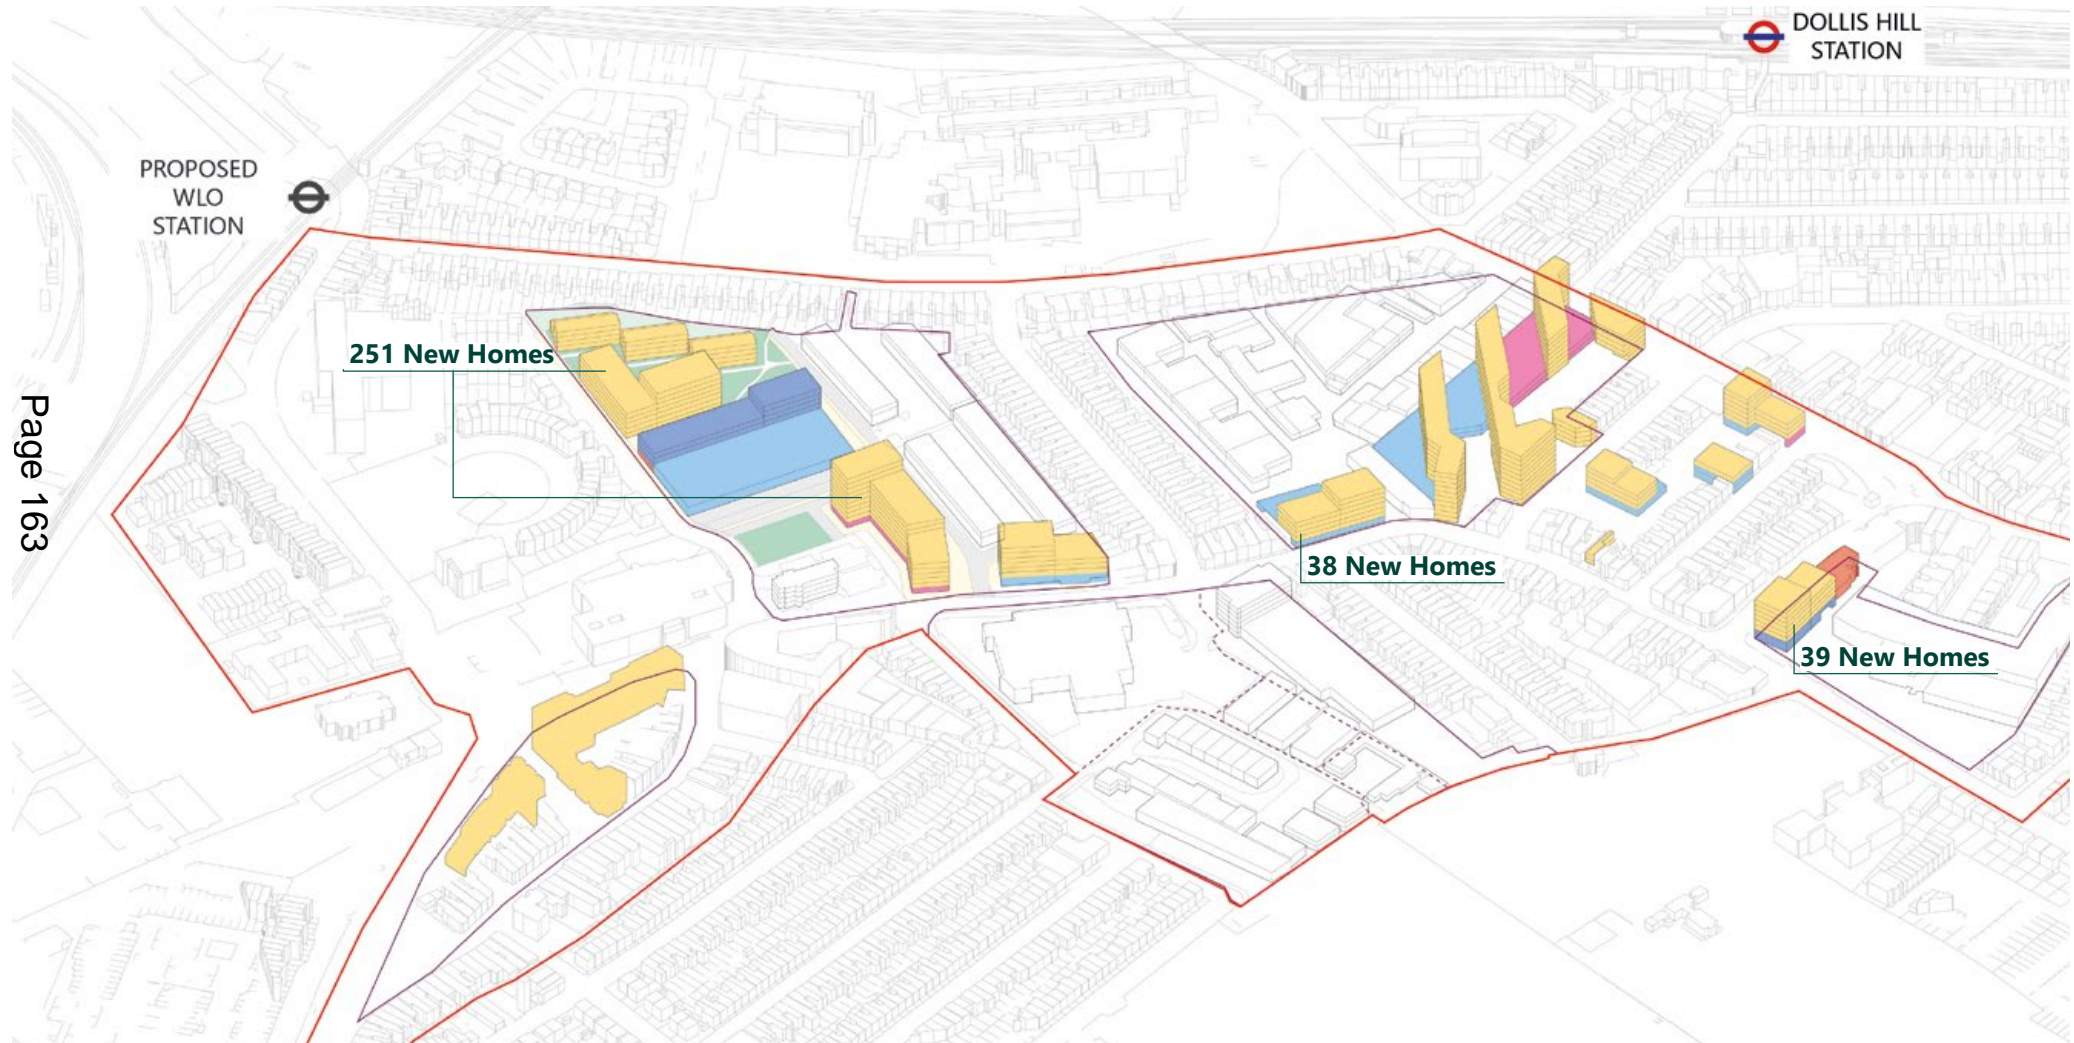 DOLLIS HILL
STATION
PROPOSED
WLO
STATION
251 New Homes
Page 163
38 New Homes
39 New Homes